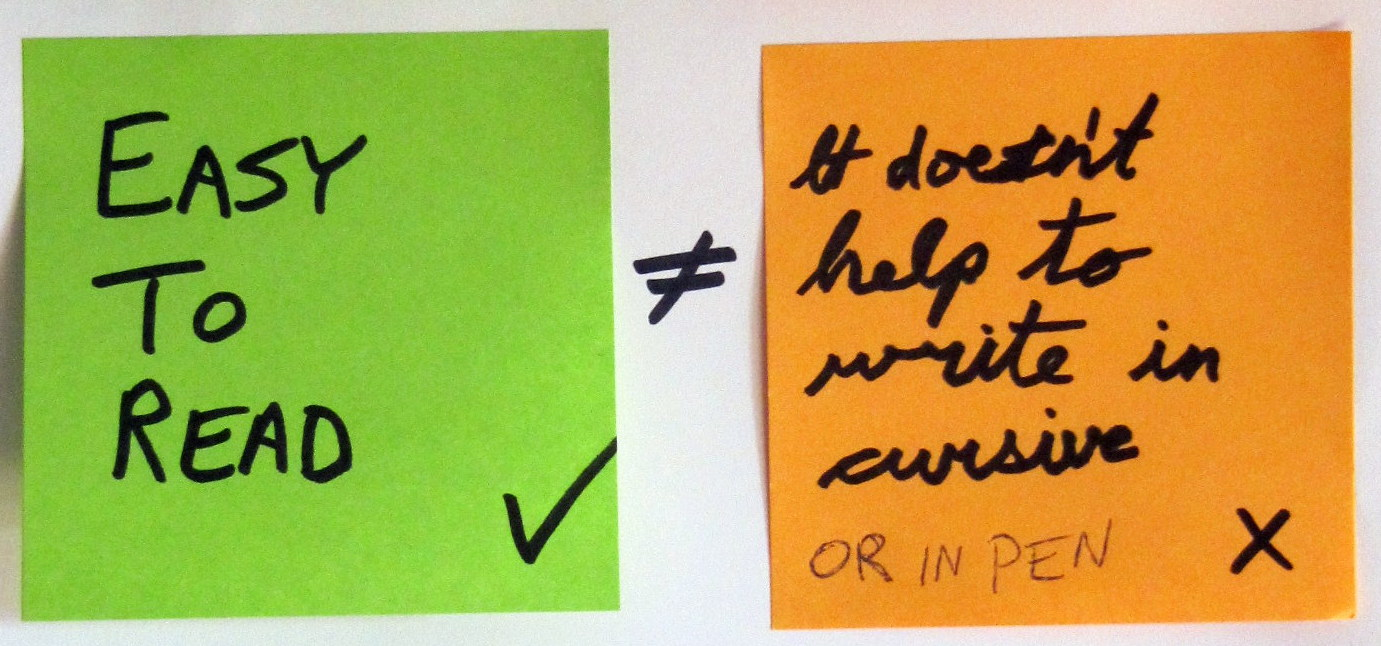 EASY
TO
READ
✓
≠
It doesn't
help to
write in
cursive
OR IN PEN
X